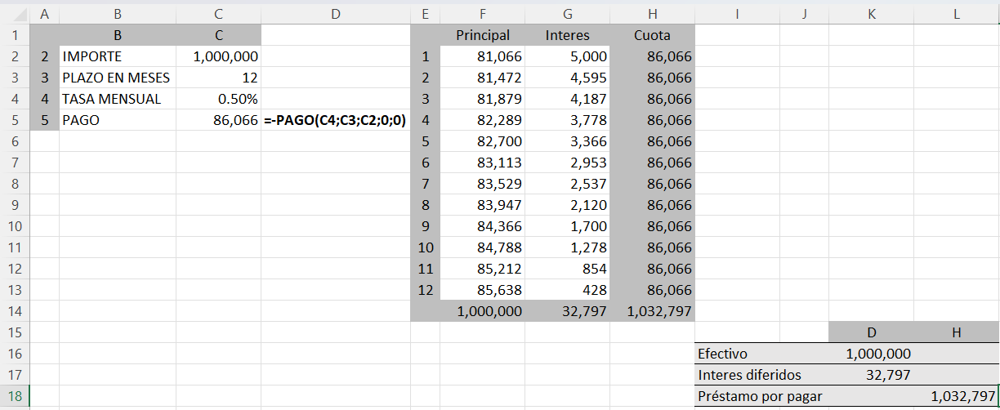 A B C D E F G H I J K L
1 B C Principal Interes Cuota
2 2 IMPORTE 1,000,000 1 81,066 5,000 86,066
3 3 PLAZO EN MESES 12 2 81,472 4,595 86,066
4 4 TASA MENSUAL 0.50% 3 81,879 4,187 86,066
5 5 PAGO 86,066 =-PAGO(C4;C3;C2;0;0) 4 82,289 3,778 86,066
6 5 82,700 3,366 86,066
7 6 83,113 2,953 86,066
8 7 83,529 2,537 86,066
9 8 83,947 2,120 86,066
10 9 84,366 1,700 86,066
11 10 84,788 1,278 86,066
12 11 85,212 854 86,066
13 12 85,638 428 86,066
14 1,000,000 32,797 1,032,797
15 D H
16 Efectivo 1,000,000
17 Interes diferidos 32,797
18 Préstamo por pagar 1,032,797